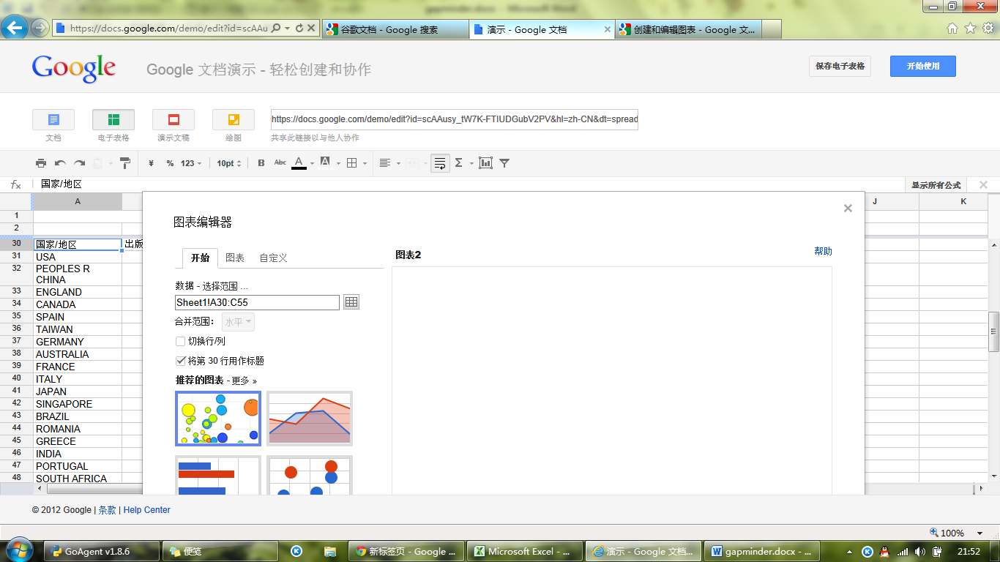 gapminder.docx - Microsoft Word
https://docs.google.com/demo/edit?id=scAAu
谷歌文档 - Google 搜索
演示 - Google 文档
创建和编辑图表 - Google 文...
Google
Google 文档演示 - 轻松创建和协作
保存电子表格
开始使用
https://docs.google.com/demo/edit?id=scAAusy_tW7K-FTIUDGubV2PV&hl=zh-CN&dt=spread
文档
电子表格
演示文稿
绘图
共享此链接以与他人协作
¥ % 123 10pt B Abc A A Σ
fx 国家/地区
显示所有公式
A J K
1
2
30 国家/地区 出版
31 USA
32 PEOPLES R
CHINA
33 ENGLAND
34 CANADA
35 SPAIN
36 TAIWAN
37 GERMANY
38 AUSTRALIA
39 FRANCE
40 ITALY
41 JAPAN
42 SINGAPORE
43 BRAZIL
44 ROMANIA
45 GREECE
46 INDIA
47 PORTUGAL
48 SOUTH AFRICA
图表编辑器
开始 图表 自定义
数据 - 选择范围 ...
Sheet1!A30:C55
合并范围: 水平
切换行/列
将第 30 行用作标题
推荐的图表 - 更多 »
图表2
帮助
© 2012 Google | 条款 | Help Center
100%
GoAgent v1.8.6
便笺
新标签页 - Google ...
Microsoft Excel - ...
演示 - Google 文档...
gapminder.docx - ...
21:52